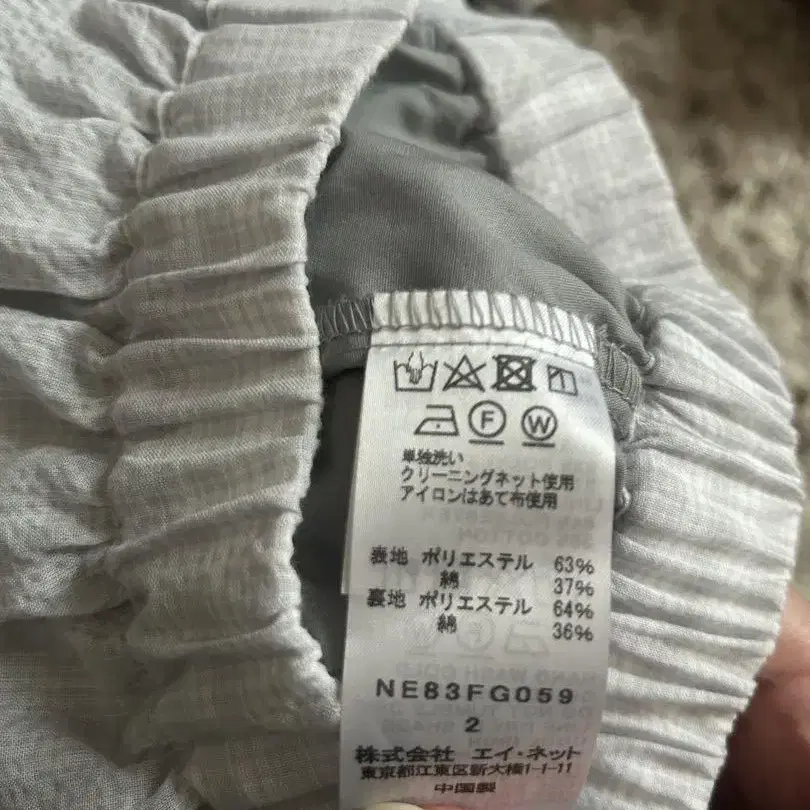 F W
単独洗い
クリーニングネット使用
アイロンはあて布使用
表地 ポリエステル 63%
綿 37%
裏地 ポリエステル 64%
綿 36%
NE83FG059
2
株式会社 エイ・ネット
東京都江東区新大橋1-1-11
中国製